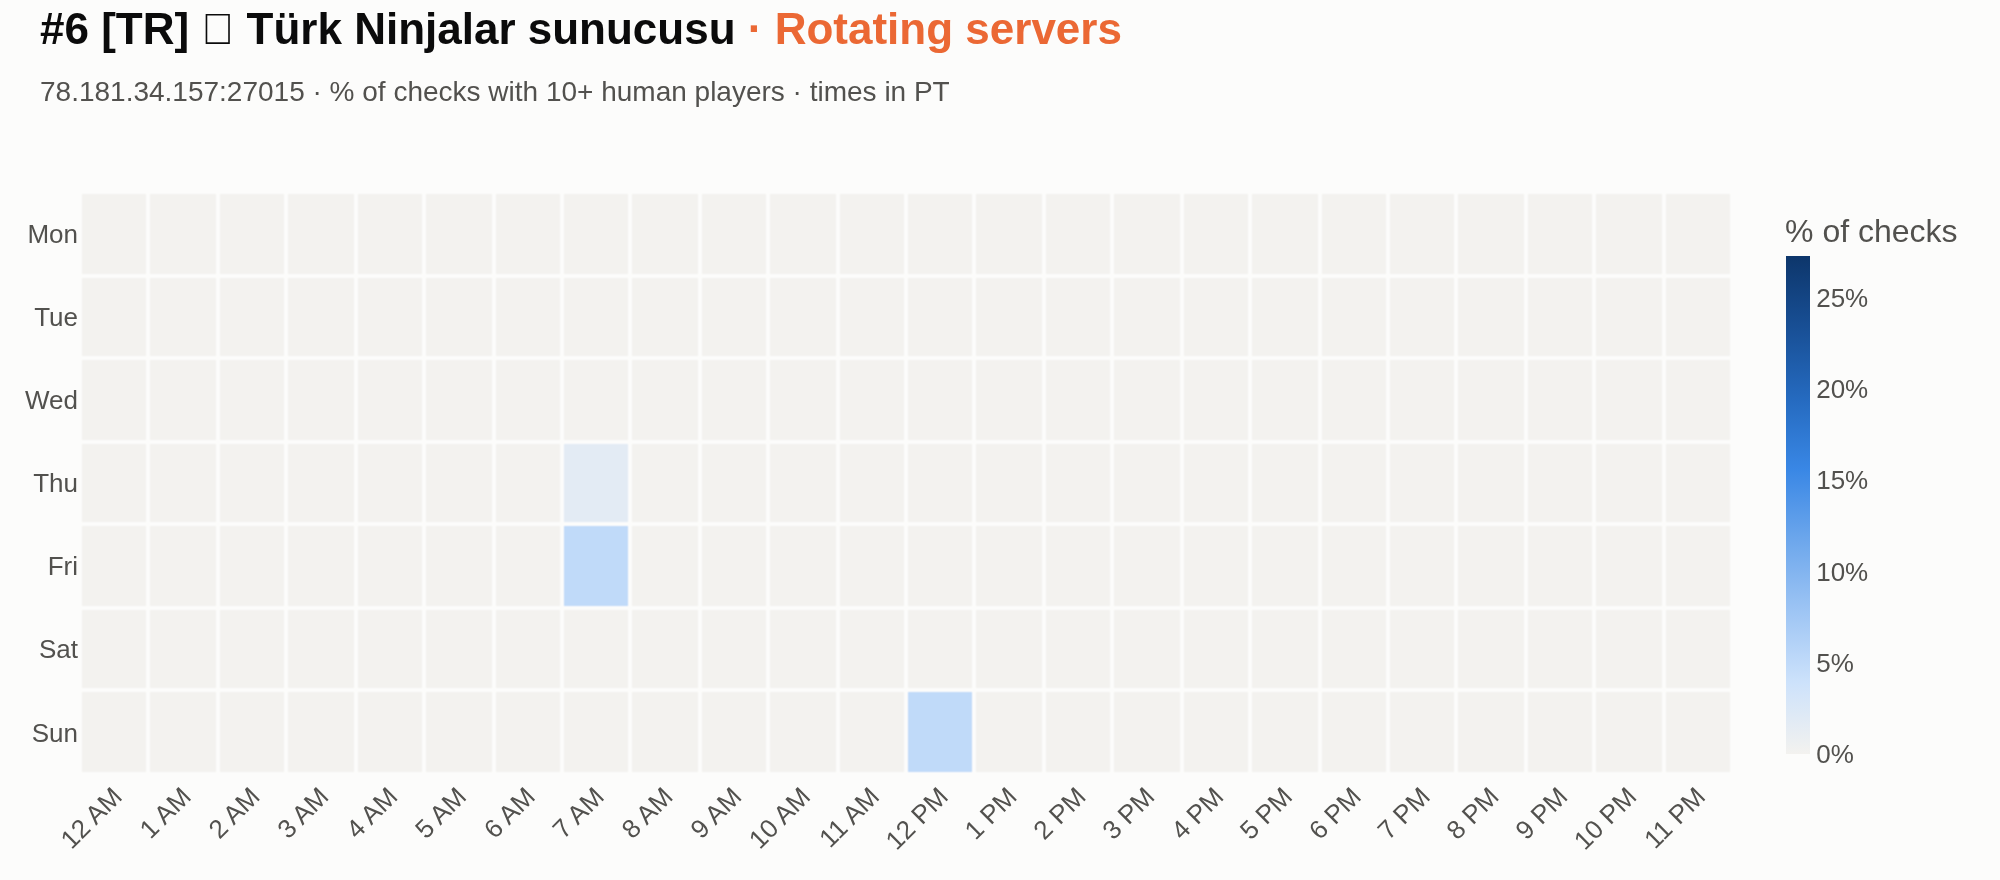 #6 [TR] Türk Ninjalar sunucusu · Rotating servers
78.181.34.157:27015 · % of checks with 10+ human players · times in PT
% of checks
25%
20%
15%
10%
5%
0%
Mon
Tue
Wed
Thu
Fri
Sat
Sun
12 AM
1 AM
2 AM
3 AM
4 AM
5 AM
6 AM
7 AM
8 AM
9 AM
10 AM
11 AM
12 PM
1 PM
2 PM
3 PM
4 PM
5 PM
6 PM
7 PM
8 PM
9 PM
10 PM
11 PM